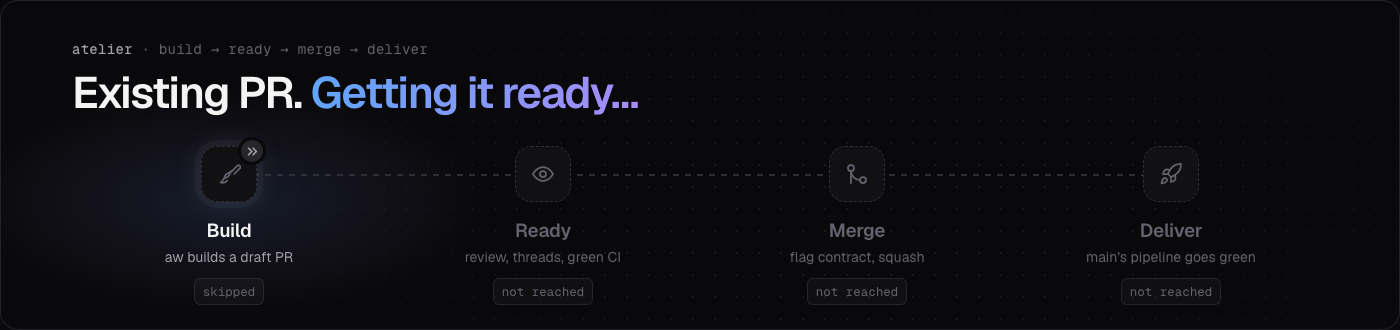 atelier · build → ready → merge → deliver
Existing PR. Getting it ready...
Build
Ready
Merge
Deliver
aw builds a draft PR
review, threads, green CI
flag contract, squash
main's pipeline goes green
skipped
not reached
not reached
not reached